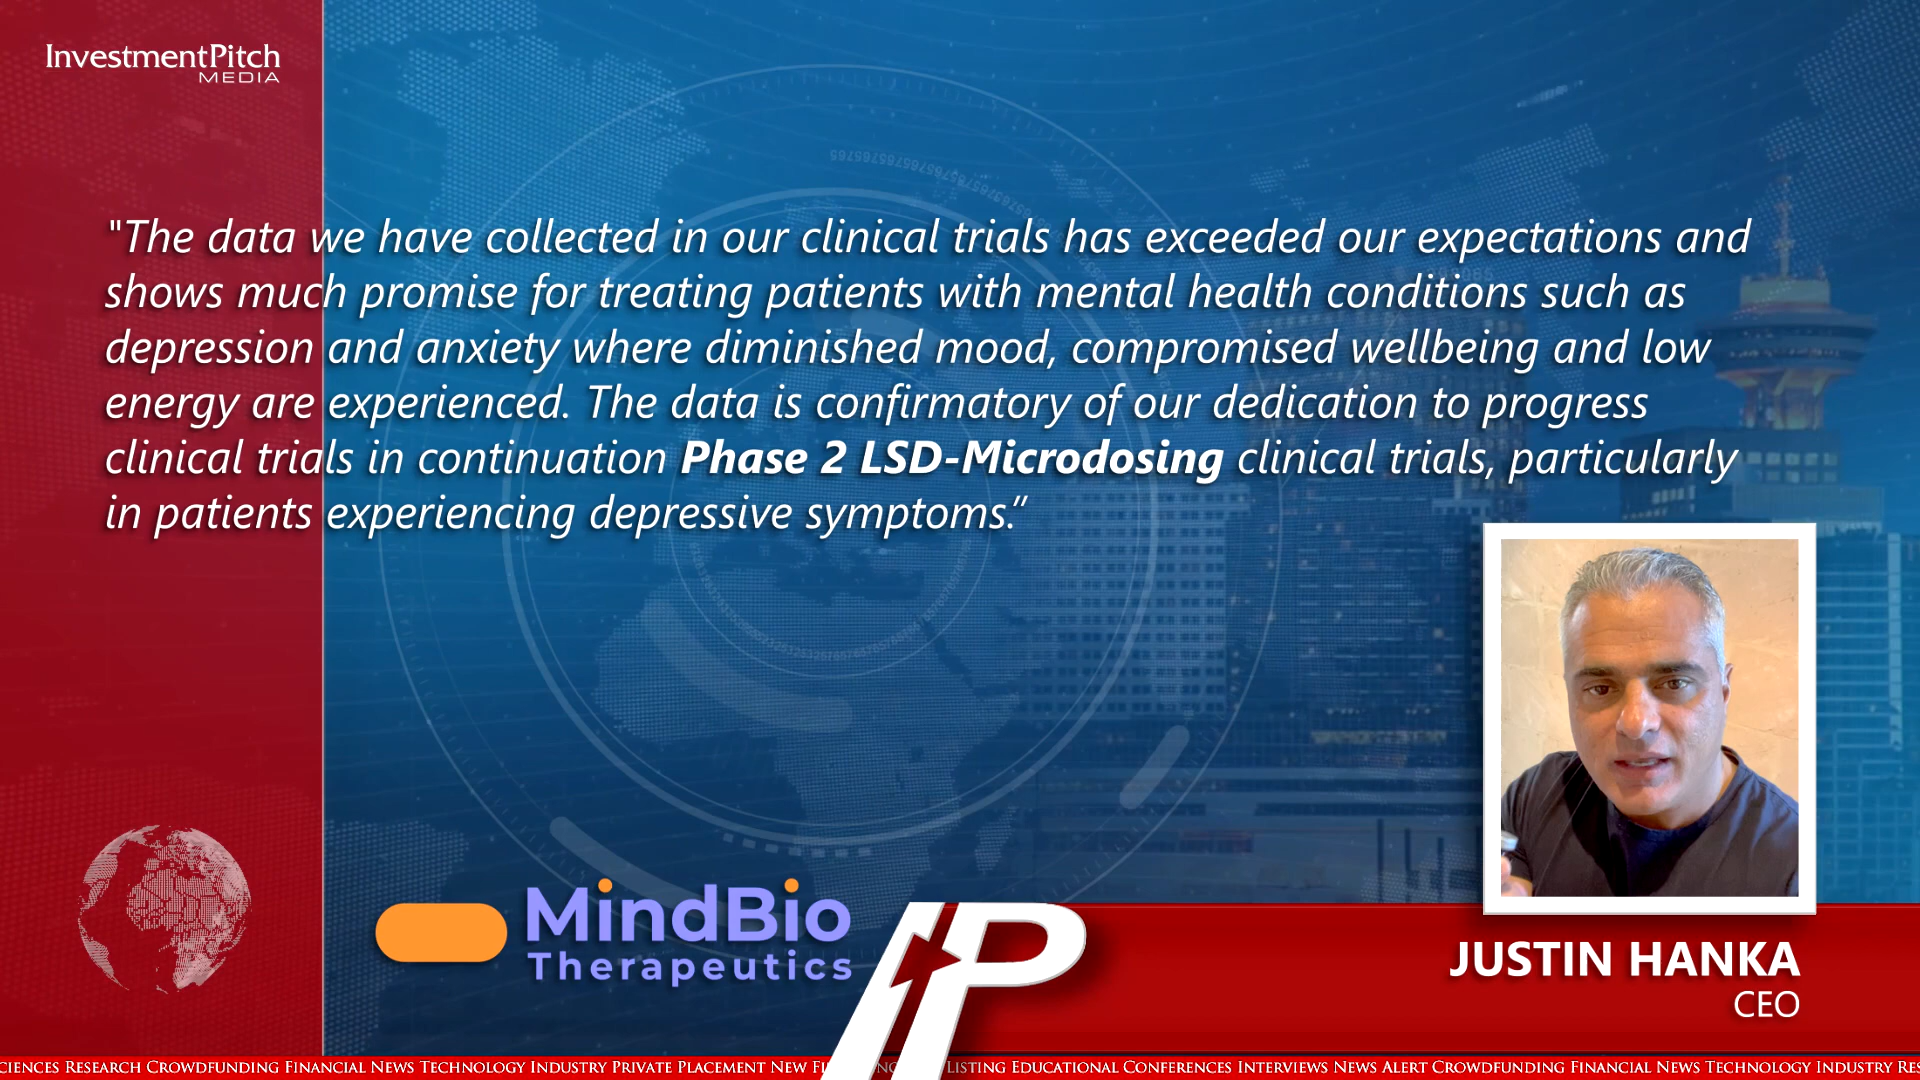 InvestmentPitch
MEDIA
"The data we have collected in our clinical trials has exceeded our expectations and
shows much promise for treating patients with mental health conditions such as
depression and anxiety where diminished mood, compromised wellbeing and low
energy are experienced. The data is confirmatory of our dedication to progress
clinical trials in continuation Phase 2 LSD-Microdosing clinical trials, particularly
in patients experiencing depressive symptoms.”
MindBio
Therapeutics
IP
JUSTIN HANKA
CEO
CIENCES RESEARCH CROWDFUNDING FINANCIAL NEWS TECHNOLOGY INDUSTRY PRIVATE PLACEMENT NEW LISTING EDUCATIONAL CONFERENCES INTERVIEWS NEWS ALERT CROWDFUNDING FINANCIAL NEWS TECHNOLOGY INDUSTRY RES